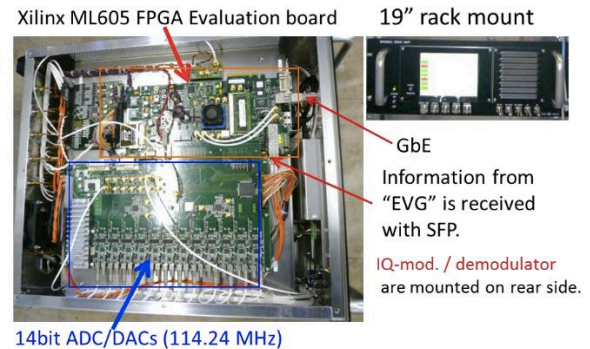 Xilinx ML605 FPGA Evaluation board
19” rack mount
GbE
Information from
“EVG” is received
with SFP.
IQ-mod. / demodulator
are mounted on rear side.
14bit ADC/DACs (114.24 MHz)